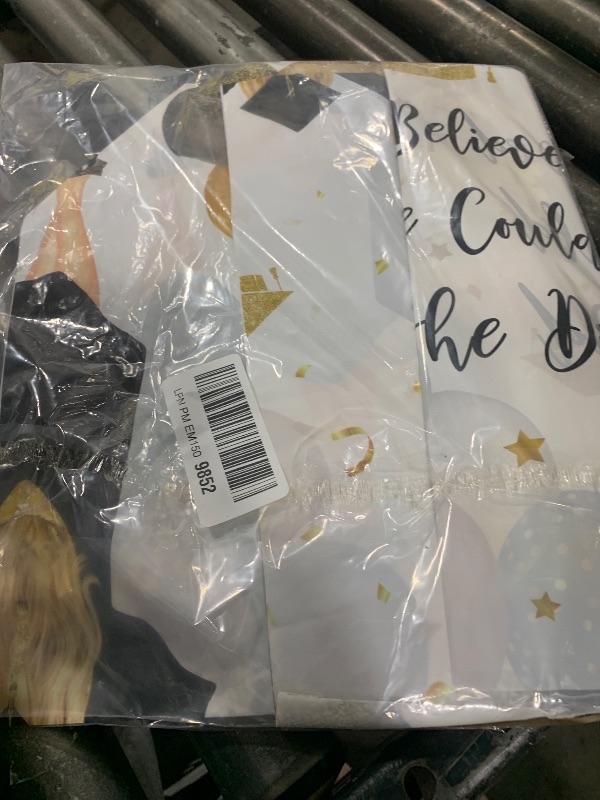 Believe
e Could
he D
LPN PM EM150 9852